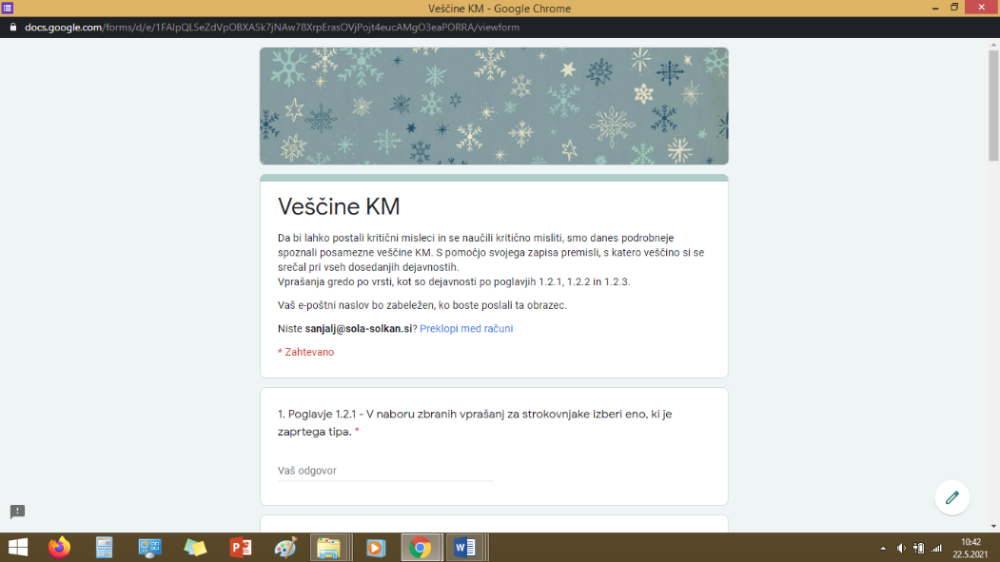 Veščine KM - Google Chrome
docs.google.com/forms/d/e/1FAIpQLSeZdVpOBXASk7jNAw78XrpErasOVjPojt4eucAMgO3eaPORRA/viewform
Veščine KM
Da bi lahko postali kritični misleci in se naučili kritično misliti, smo danes podrobneje
spoznali posamezne veščine KM. S pomočjo svojega zapisa premisli, s katero veščino si se
srečal pri vseh dosedanjih dejavnostih.
Vprašanja gredo po vrsti, kot so dejavnosti po poglavjih 1.2.1, 1.2.2 in 1.2.3.
Vaš e-poštni naslov bo zabeležen, ko boste poslali ta obrazec.
Niste sanjalj@sola-solkan.si? Preklopi med računi
* Zahtevano
1. Poglavje 1.2.1 - V naboru zbranih vprašanj za strokovnjake izberi eno, ki je
zaprtega tipa. *
Vaš odgovor
10:42
22.5.2021